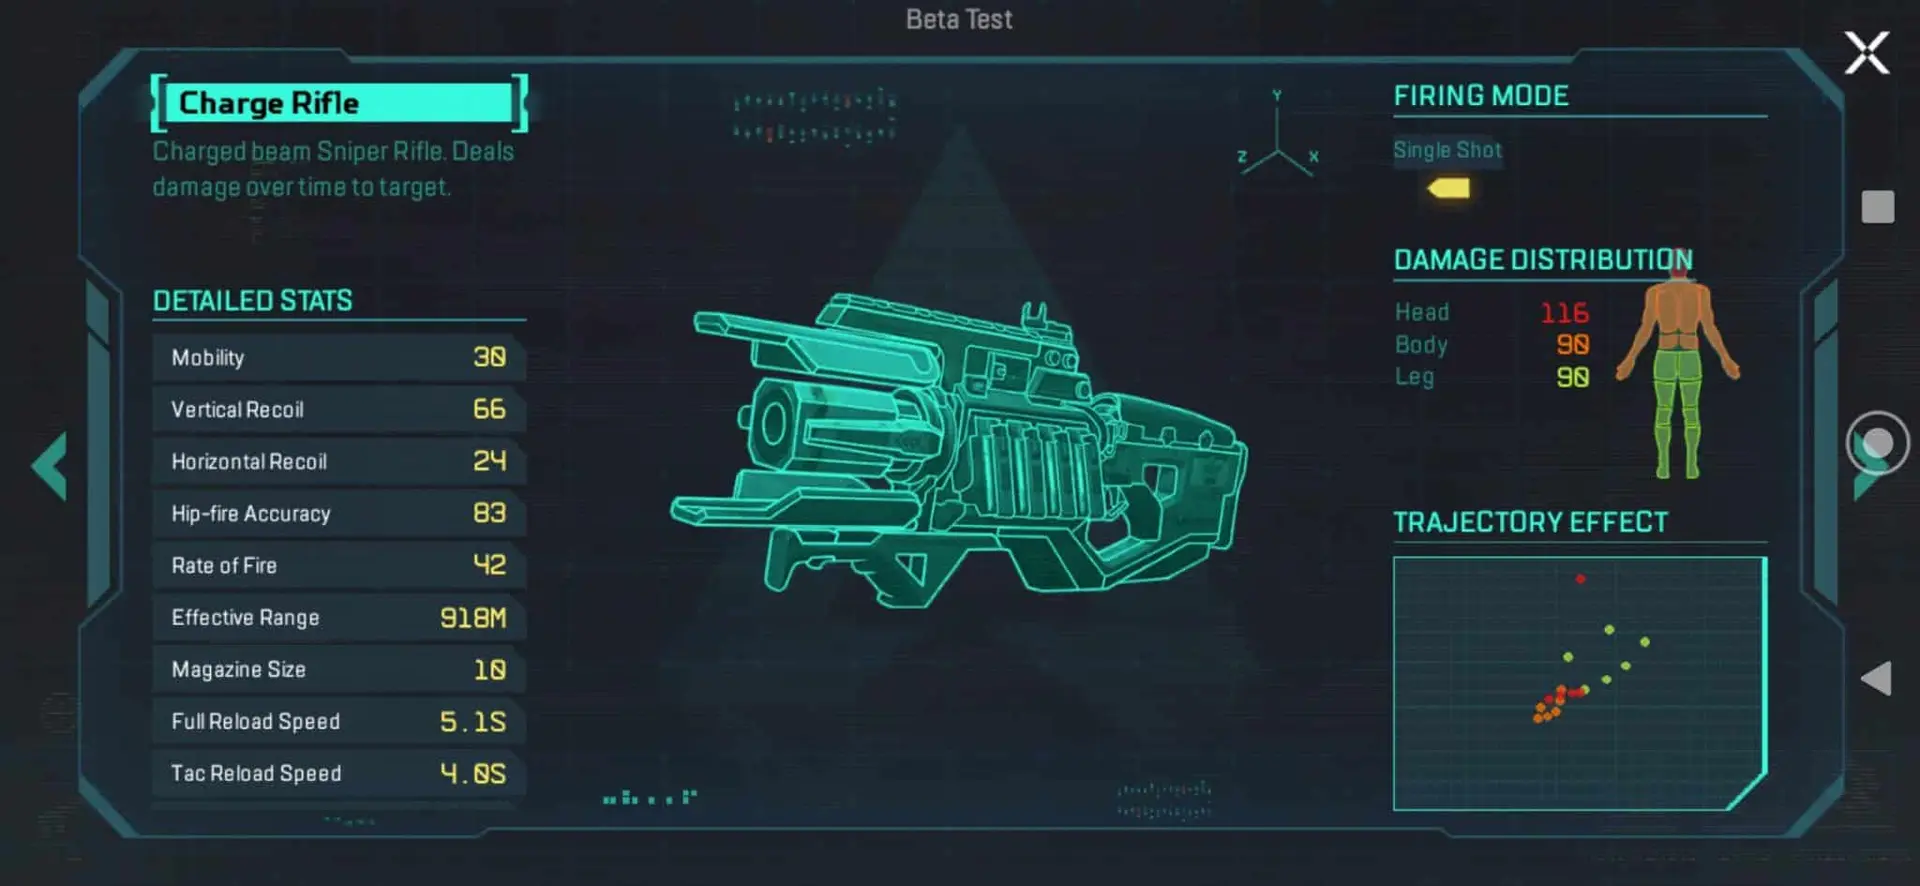 Beta Test
Charge Rifle
Charged beam Sniper Rifle. Deals
damage over time to target.
DETAILED STATS
Mobility 30
Vertical Recoil 66
Horizontal Recoil 24
Hip-fire Accuracy 83
Rate of Fire 42
Effective Range 918M
Magazine Size 10
Full Reload Speed 5.1S
Tac Reload Speed 4.0S
Y
Z
X
FIRING MODE
Single Shot
DAMAGE DISTRIBUTION
Head 116
Body 90
Leg 90
TRAJECTORY EFFECT